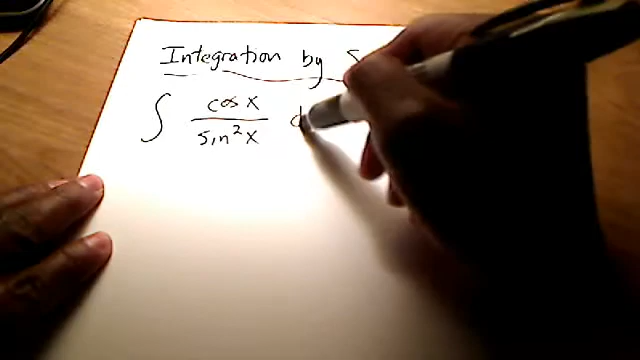 Integration by S
∫ cos x / sin²x d